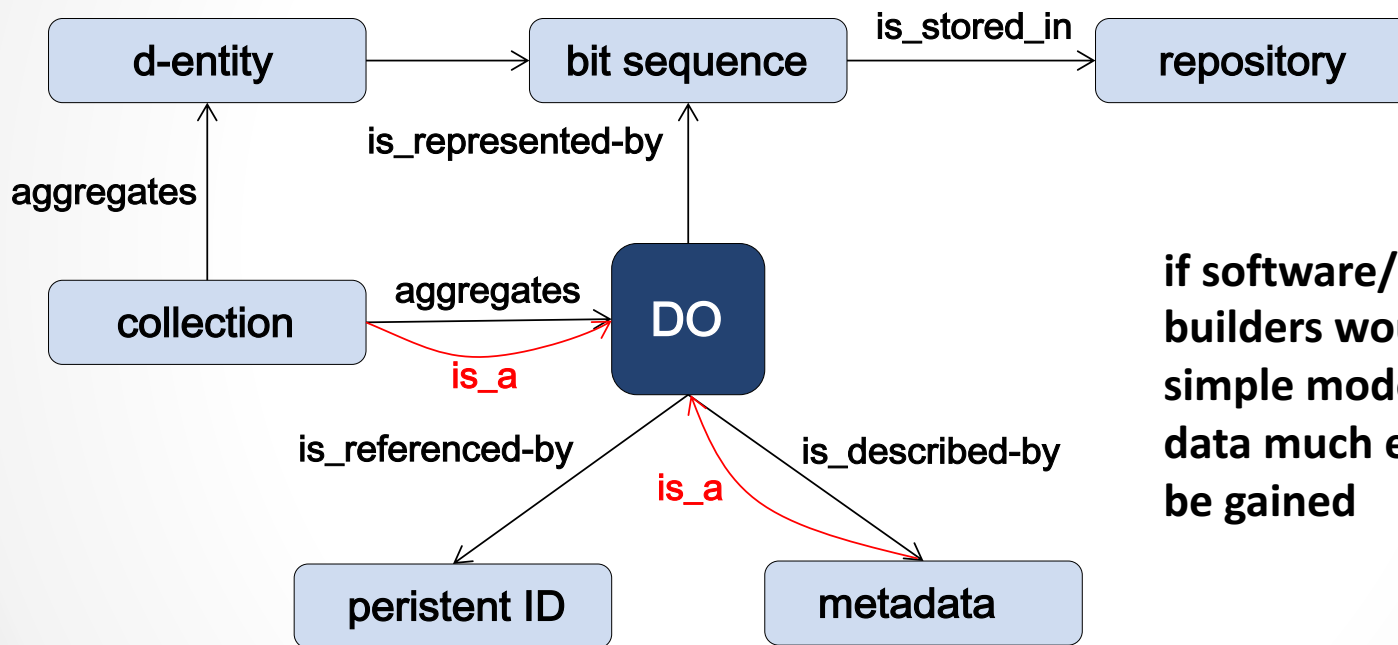 is_stored_in
d-entity
bit sequence
repository
is_represented-by
aggregates
aggregates
collection
DO
is_a
if software/
builders wou
simple mode
data much e
be gained
is_referenced-by
is_described-by
is_a
peristent ID
metadata